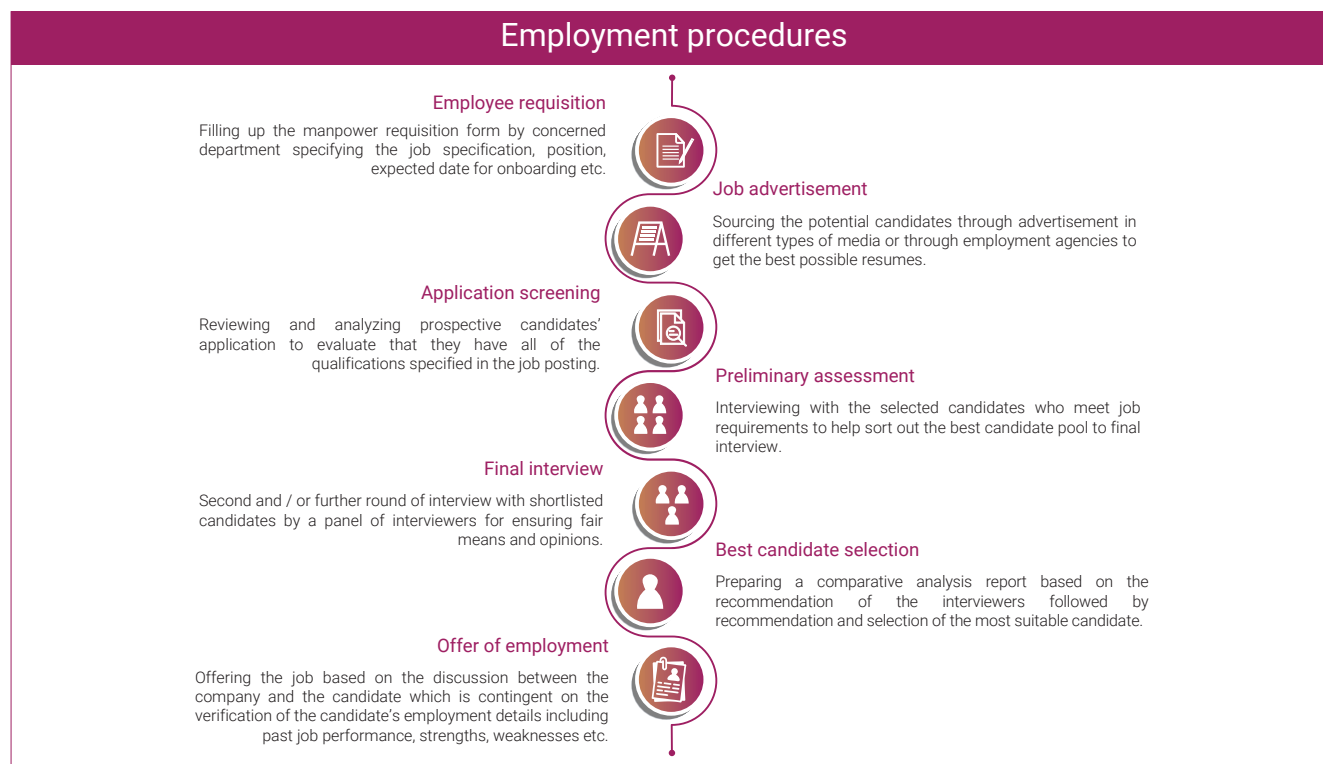 Employment procedures
Employee requisition
Filling up the manpower requisition form by concerned
department specifying the job specification, position,
expected date for onboarding etc.
Job advertisement
Sourcing the potential candidates through advertisement in
different types of media or through employment agencies to
get the best possible resumes.
Application screening
Reviewing and analyzing prospective candidates’
application to evaluate that they have all of the
qualifications specified in the job posting.
Preliminary assessment
Interviewing with the selected candidates who meet job
requirements to help sort out the best candidate pool to final
interview.
Final interview
Second and / or further round of interview with shortlisted
candidates by a panel of interviewers for ensuring fair
means and opinions.
Best candidate selection
Preparing a comparative analysis report based on the
recommendation of the interviewers followed by
recommendation and selection of the most suitable candidate.
Offer of employment
Offering the job based on the discussion between the
company and the candidate which is contingent on the
verification of the candidate’s employment details including
past job performance, strengths, weaknesses etc.